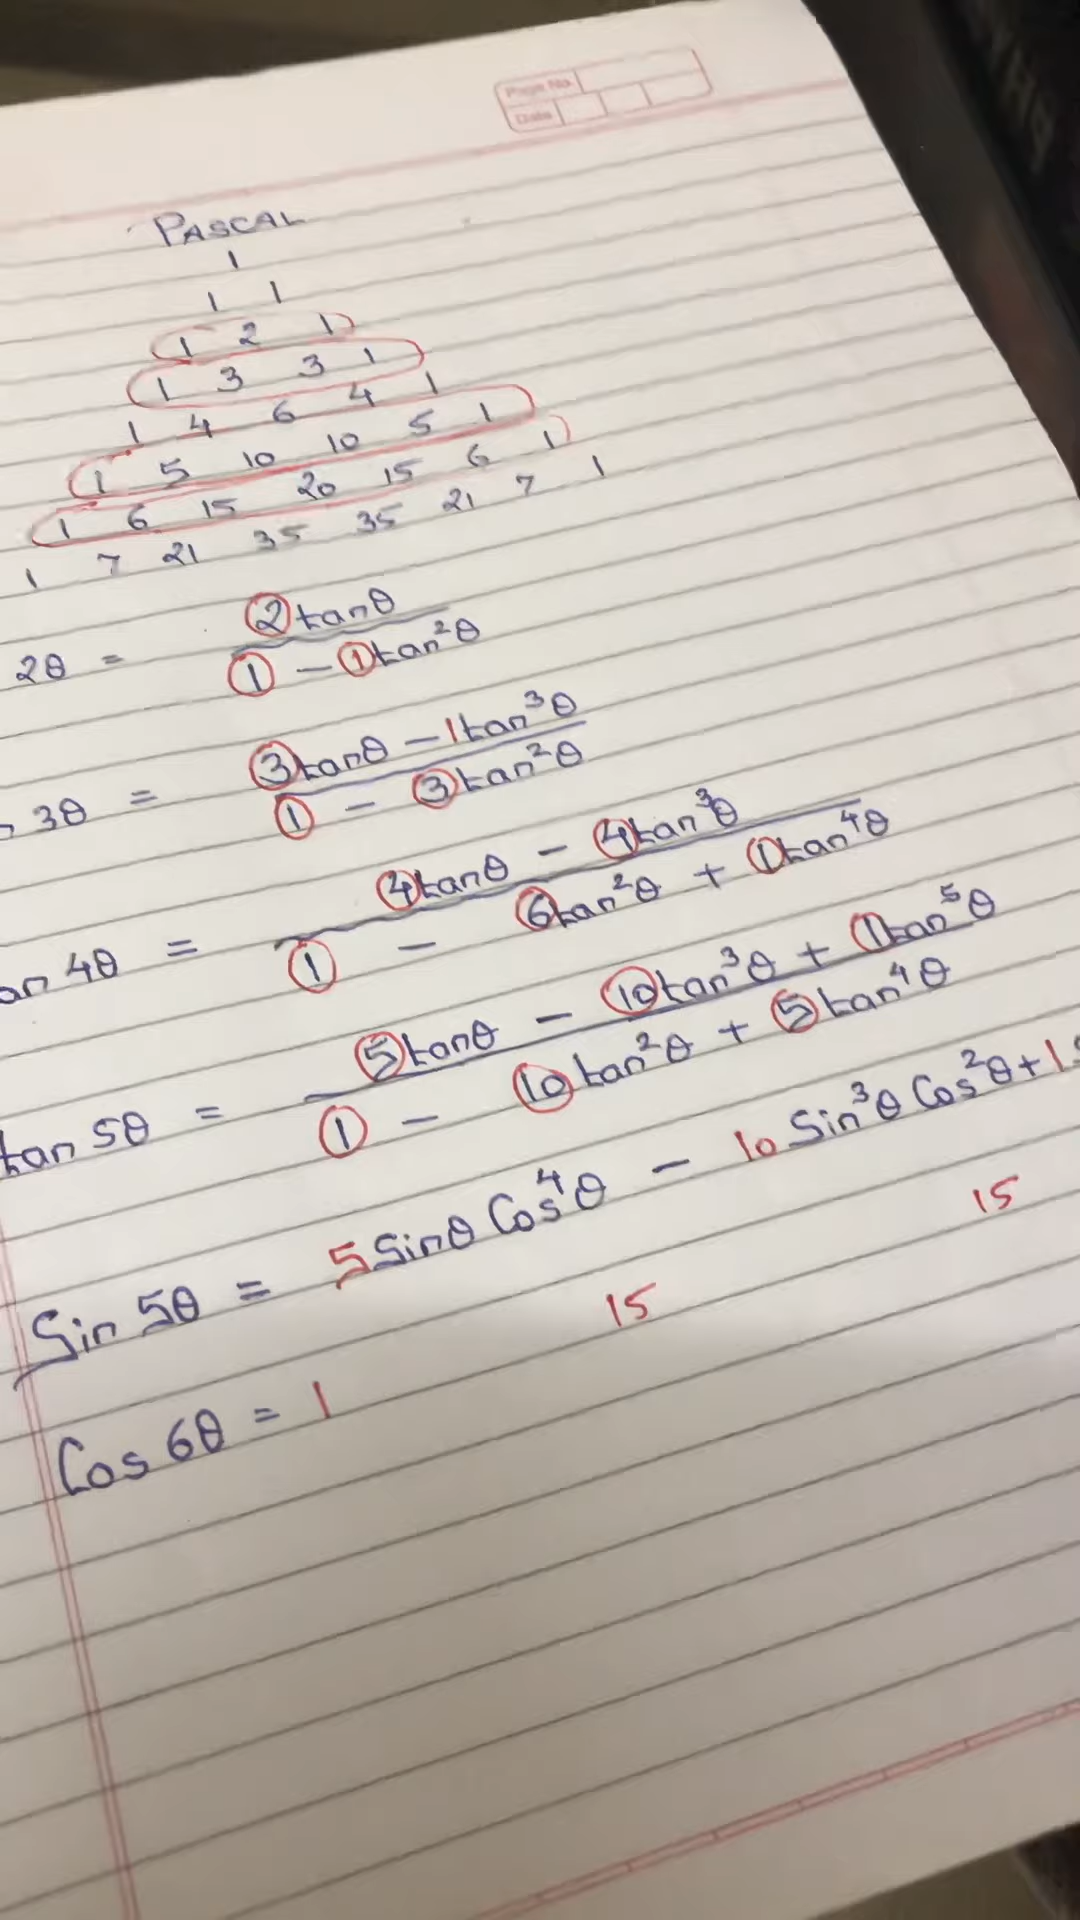 Page No.
Date
PASCAL
1
1 1
1 2 1
1 3 3 1
1 4 6 4 1
1 5 10 10 5 1
1 6 15 20 15 6 1
1 7 21 35 35 21 7 1
2θ = 2tanθ / 1 - 1tan²θ
3θ = 3tanθ - 1tan³θ / 1 - 3tan²θ
an 4θ = 4tanθ - 4tan³θ / 1 - 6tan²θ + 1tan⁴θ
tan 5θ = 5tanθ - 10tan³θ + 1tan⁵θ / 1 - 10tan²θ + 5tan⁴θ
Sin 5θ = 5Sinθ Cos⁴θ - 10 Sin³θ Cos²θ + 1
Cos 6θ = 1 15 15